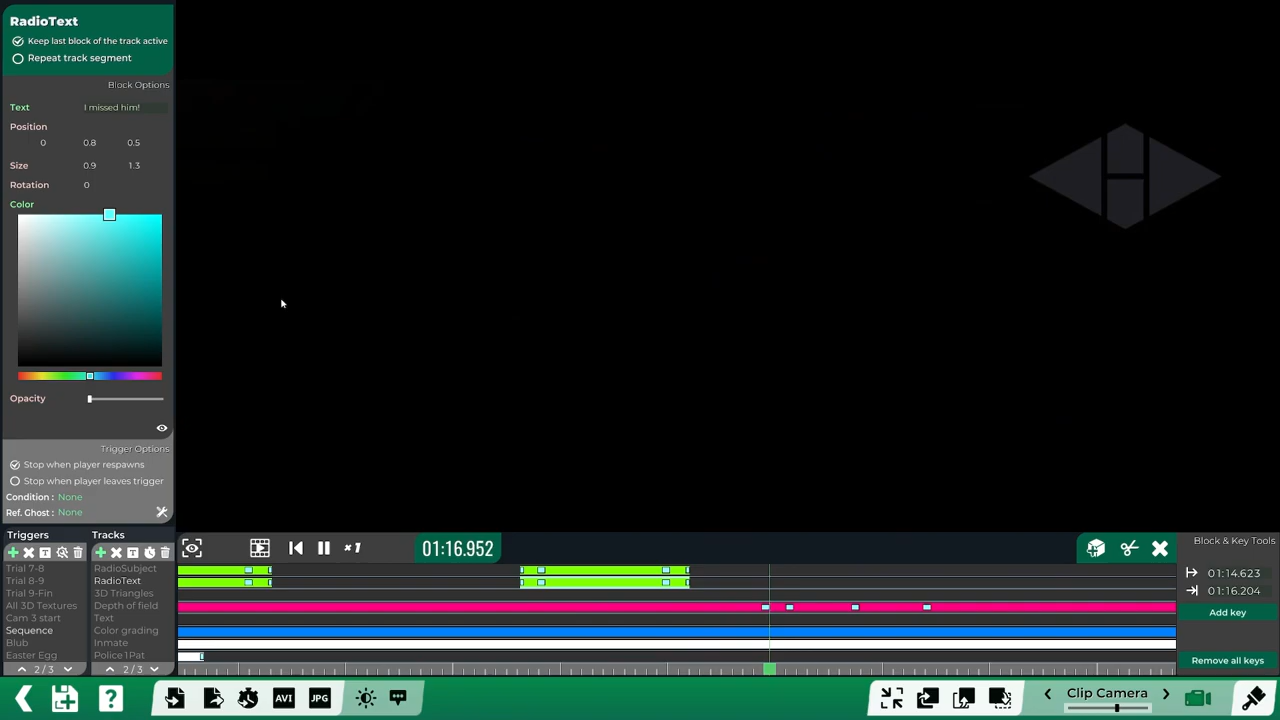 RadioText
Keep last block of the track active
Repeat track segment
Block Options
Text I missed him!
Position
0 0.8 0.5
Size 0.9 1.3
Rotation 0
Color
Opacity
Trigger Options
Stop when player respawns
Stop when player leaves trigger
Condition : None
Ref. Ghost : None
Triggers
Trial 7-8
Trial 8-9
Trial 9-Fin
All 3D Textures
Cam 3 start
Sequence
Blub
Easter Egg
2/3
Tracks
RadioSubject
RadioText
3D Triangles
Depth of field
Text
Color grading
Inmate
Police 1Pat
2/3
×1
01:16.952
Block & Key Tools
01:14.623
01:16.204
Add key
Remove all keys
? AVI JPG
Clip Camera